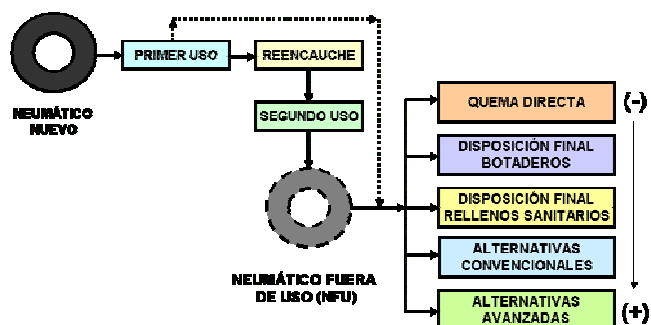 PRIMER USO
REENCAUCHE
NEUMÁTICO
NUEVO
SEGUNDO USO
NEUMÁTICO FUERA
DE USO (NFU)
QUEMA DIRECTA
(-)
DISPOSICIÓN FINAL
BOTADEROS
DISPOSICIÓN FINAL
RELLENOS SANITARIOS
ALTERNATIVAS
CONVENCIONALES
ALTERNATIVAS
AVANZADAS
(+)